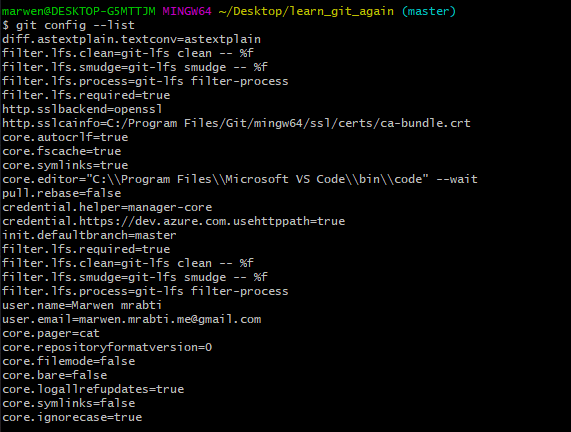 marwen@DESKTOP-G5MTTJM MINGW64 ~/Desktop/learn_git_again (master)
$ git config --list
diff.astextplain.textconv=astextplain
filter.lfs.clean=git-lfs clean -- %f
filter.lfs.smudge=git-lfs smudge -- %f
filter.lfs.process=git-lfs filter-process
filter.lfs.required=true
http.sslbackend=openssl
http.sslcainfo=C:/Program Files/Git/mingw64/ssl/certs/ca-bundle.crt
core.autocrlf=true
core.fscache=true
core.symlinks=true
core.editor="C:\\Program Files\\Microsoft VS Code\\bin\\code" --wait
pull.rebase=false
credential.helper=manager-core
credential.https://dev.azure.com.usehttppath=true
init.defaultbranch=master
filter.lfs.required=true
filter.lfs.clean=git-lfs clean -- %f
filter.lfs.smudge=git-lfs smudge -- %f
filter.lfs.process=git-lfs filter-process
user.name=Marwen mrabti
user.email=marwen.mrabti.me@gmail.com
core.pager=cat
core.repositoryformatversion=0
core.filemode=false
core.bare=false
core.logallrefupdates=true
core.symlinks=false
core.ignorecase=true